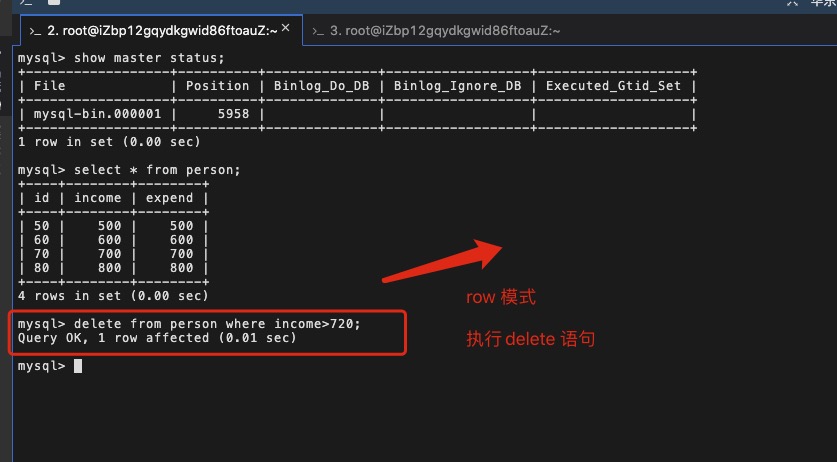 2. root@iZbp12gqydkgwid86ftoauZ:~ × 3. root@iZbp12gqydkgwid86ftoauZ:~
mysql> show master status;
+------------------+----------+--------------+------------------+-------------------+
| File | Position | Binlog_Do_DB | Binlog_Ignore_DB | Executed_Gtid_Set |
+------------------+----------+--------------+------------------+-------------------+
| mysql-bin.000001 | 5958 | | | |
+------------------+----------+--------------+------------------+-------------------+
1 row in set (0.00 sec)
mysql> select * from person;
+----+--------+--------+
| id | income | expend |
+----+--------+--------+
| 50 | 500 | 500 |
| 60 | 600 | 600 |
| 70 | 700 | 700 |
| 80 | 800 | 800 |
+----+--------+--------+
4 rows in set (0.00 sec)
row 模式
mysql> delete from person where income>720;
Query OK, 1 row affected (0.01 sec)
执行 delete 语句
mysql>